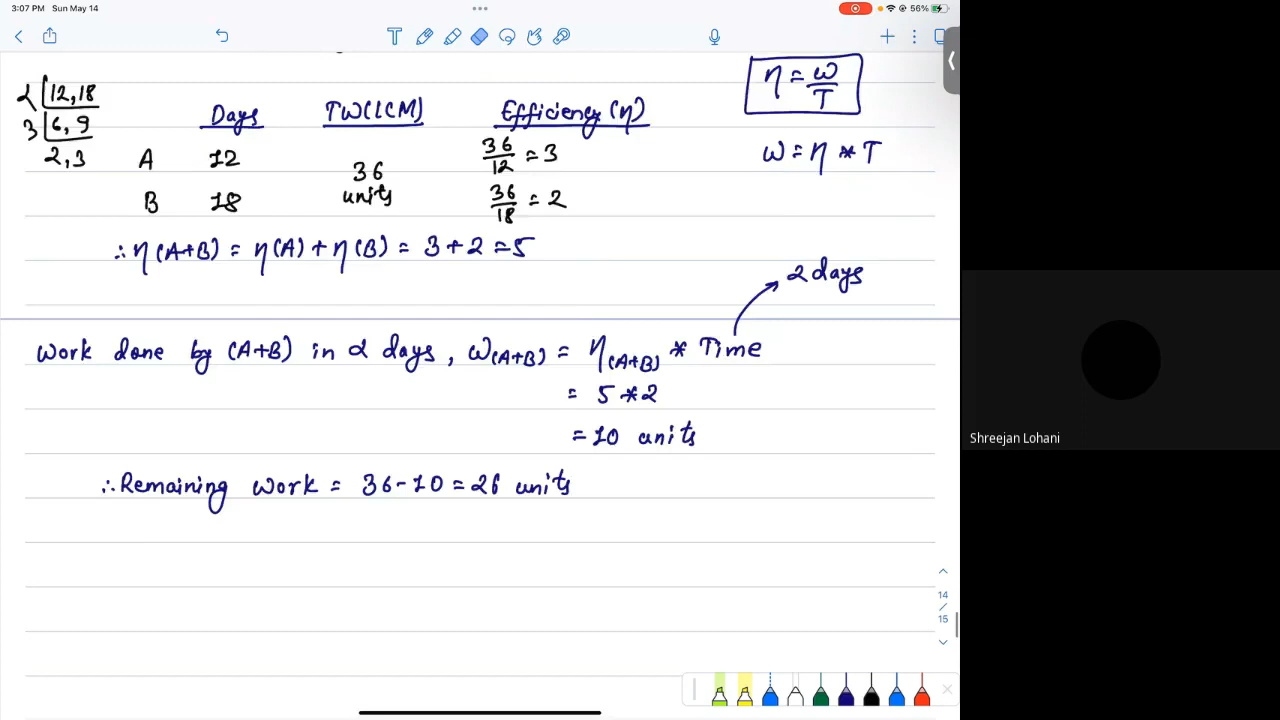 3:07 PM Sun May 14
56%
2 | 12, 18
3 | 6, 9
2, 3
Days TW(LCM) Efficiency (η)
A 12 36/12 = 3
36 units
B 18 36/18 = 2
η = ω/T
ω = η * T
∴ η (A+B) = η (A) + η (B) = 3 + 2 = 5
2 days
Work done by (A+B) in 2 days, ω(A+B) = η(A+B) * Time
= 5 * 2
= 10 units
∴ Remaining work = 36 - 10 = 26 units
Shreejan Lohani
14
/
15